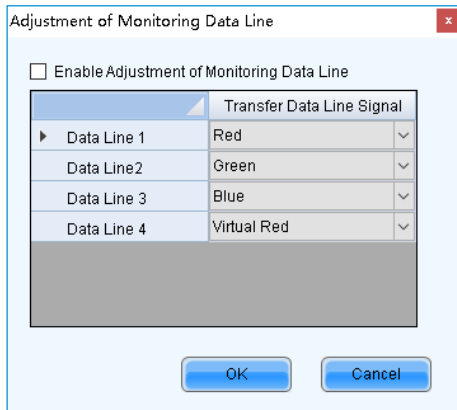 Adjustment of Monitoring Data Line
x
Enable Adjustment of Monitoring Data Line
Transfer Data Line Signal
Data Line 1 Red
Data Line2 Green
Data Line 3 Blue
Data Line 4 Virtual Red
OK Cancel